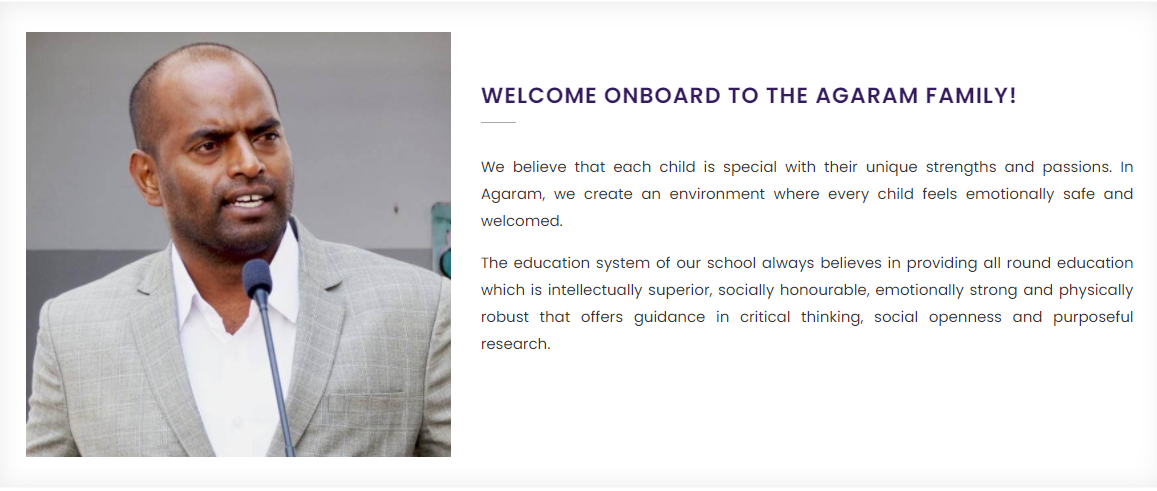 WELCOME ONBOARD TO THE AGARAM FAMILY!
We believe that each child is special with their unique strengths and passions. In
Agaram, we create an environment where every child feels emotionally safe and
welcomed.
The education system of our school always believes in providing all round education
which is intellectually superior, socially honourable, emotionally strong and physically
robust that offers guidance in critical thinking, social openness and purposeful
research.